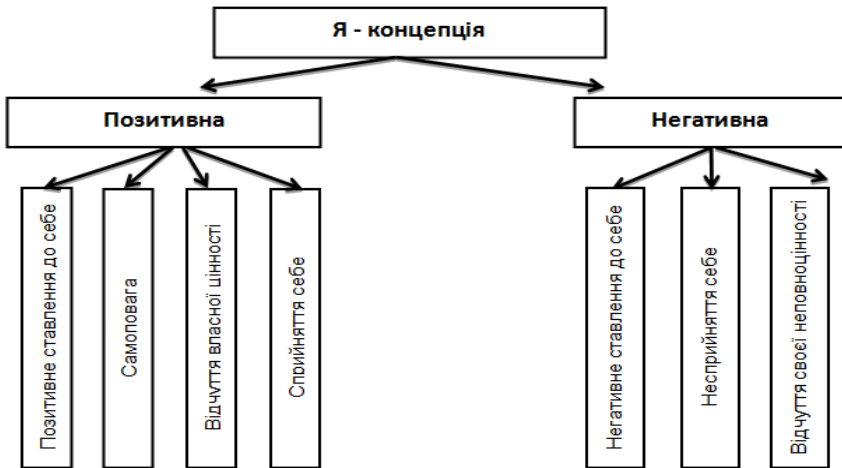 Я - концепція
Позитивна
Негативна
Позитивне ставлення до себе
Самоповага
Відчуття власної цінності
Сприйняття себе
Негативне ставлення до себе
Несприйняття себе
Відчуття своєї неповноцінності